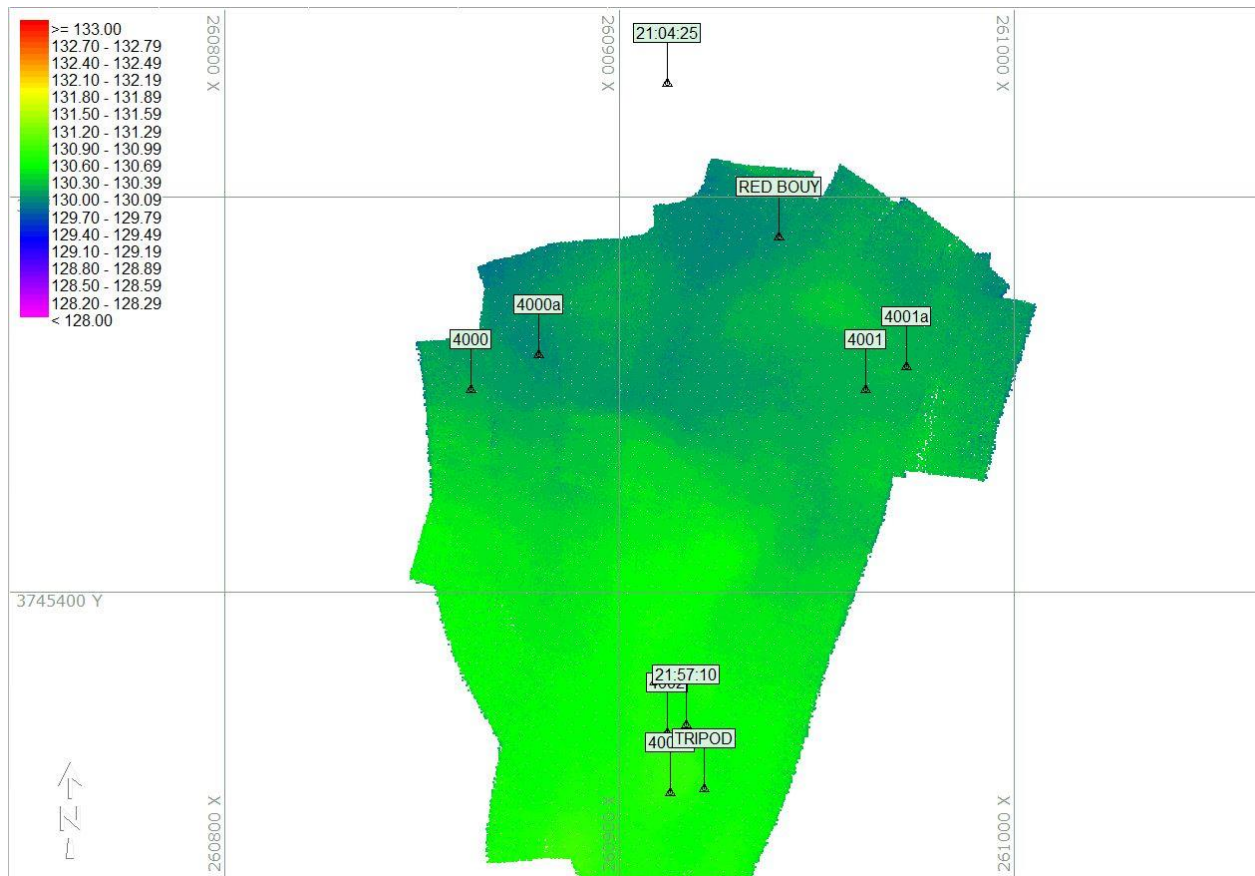 >= 133.00
132.70 - 132.79
132.40 - 132.49
132.10 - 132.19
131.80 - 131.89
131.50 - 131.59
131.20 - 131.29
130.90 - 130.99
130.60 - 130.69
130.30 - 130.39
130.00 - 130.09
129.70 - 129.79
129.40 - 129.49
129.10 - 129.19
128.80 - 128.89
128.50 - 128.59
128.20 - 128.29
< 128.00
260800 X
260900 X
261000 X
21:04:25
RED BOUY
4000a
4001a
4000
4001
3745400 Y
21:57:10
4002
TRIPOD
N
260800 X
260900 X
261000 X